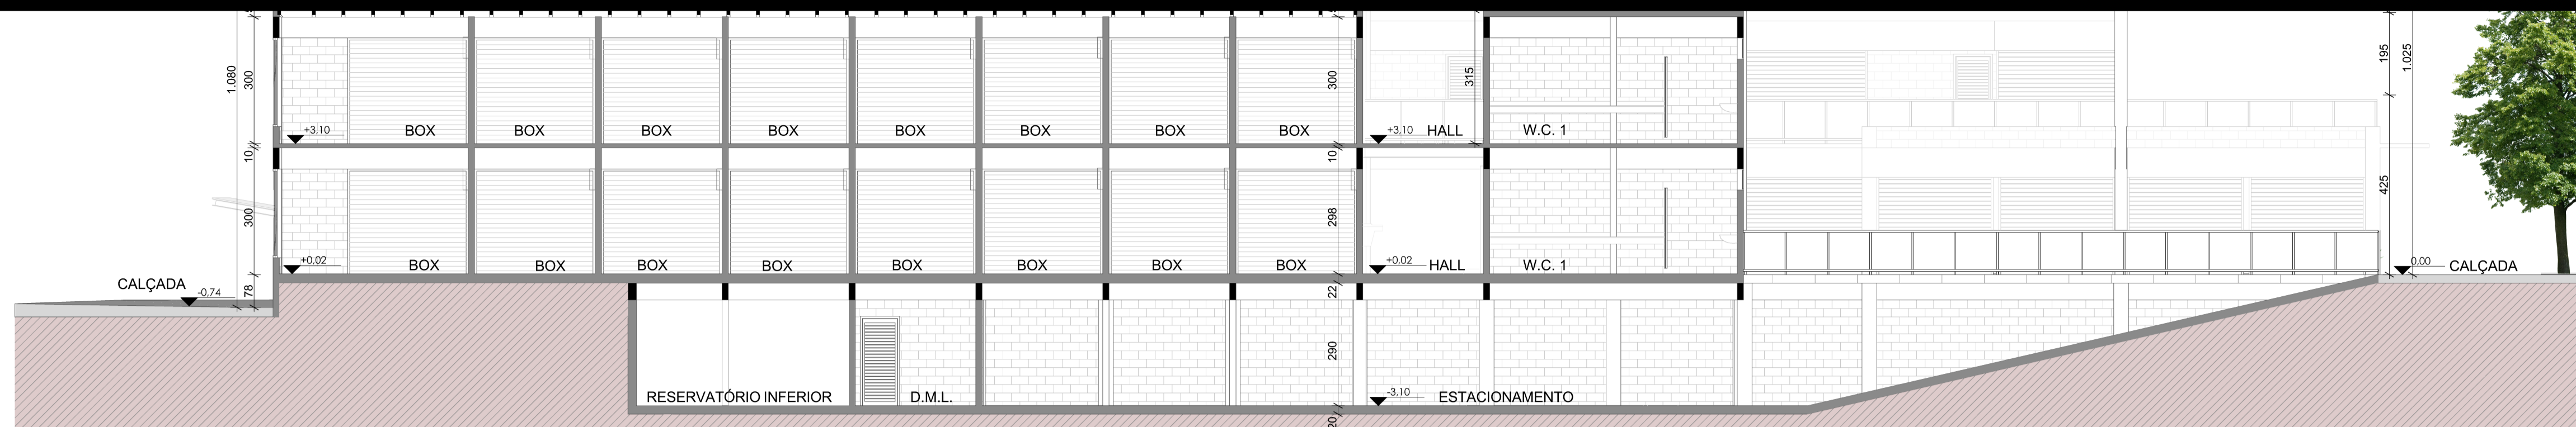 1.080
300
300
315
195
1.025
+3,10
BOX BOX BOX BOX BOX BOX BOX BOX
+3,10 HALL
W.C. 1
10
10
300
298
425
+0,02
BOX BOX BOX BOX BOX BOX BOX BOX
+0,02 HALL
W.C. 1
0,00 CALÇADA
CALÇADA -0,74
78
22
290
RESERVATÓRIO INFERIOR
D.M.L.
-3,10
ESTACIONAMENTO
20